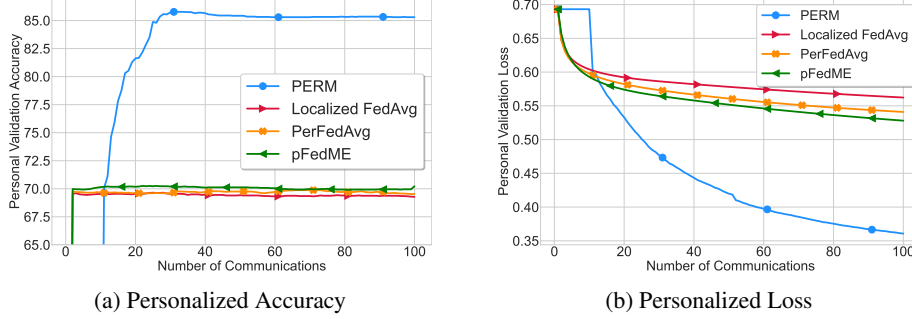 85.0
82.5
80.0
77.5
75.0
72.5
70.0
67.5
65.0
Personal Validation Accuracy
PERM
Localized FedAvg
PerFedAvg
pFedME
0 20 40 60 80 100
Number of Communications
(a) Personalized Accuracy
0.70
0.65
0.60
0.55
0.50
0.45
0.40
0.35
Personal Validation Loss
PERM
Localized FedAvg
PerFedAvg
pFedME
0 20 40 60 80 100
Number of Communications
(b) Personalized Loss